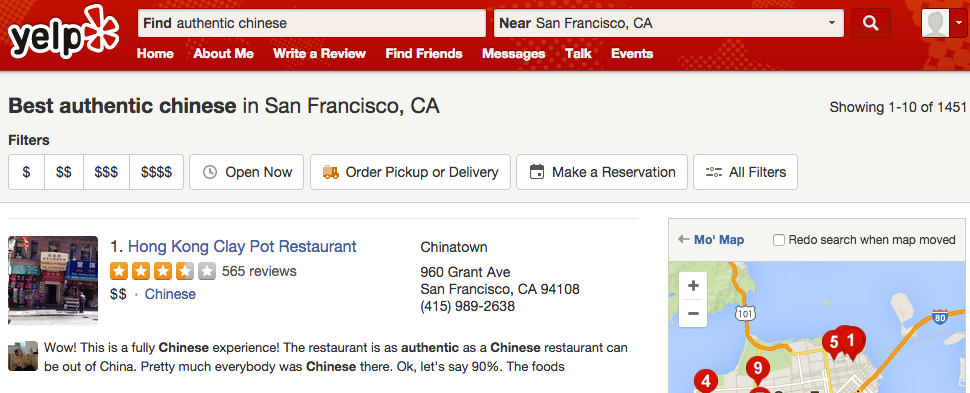 yelp
Find authentic chinese
Near San Francisco, CA
Home About Me Write a Review Find Friends Messages Talk Events
Best authentic chinese in San Francisco, CA
Showing 1-10 of 1451
Filters
$ $$ $$$ $$$$ Open Now Order Pickup or Delivery Make a Reservation All Filters
1. Hong Kong Clay Pot Restaurant
565 reviews
$$ · Chinese
Chinatown
960 Grant Ave
San Francisco, CA 94108
(415) 989-2638
Wow! This is a fully Chinese experience! The restaurant is as authentic as a Chinese restaurant can
be out of China. Pretty much everybody was Chinese there. Ok, let's say 90%. The foods
Mo' Map
Redo search when map moved
+
−
101
80
5 1
9
4